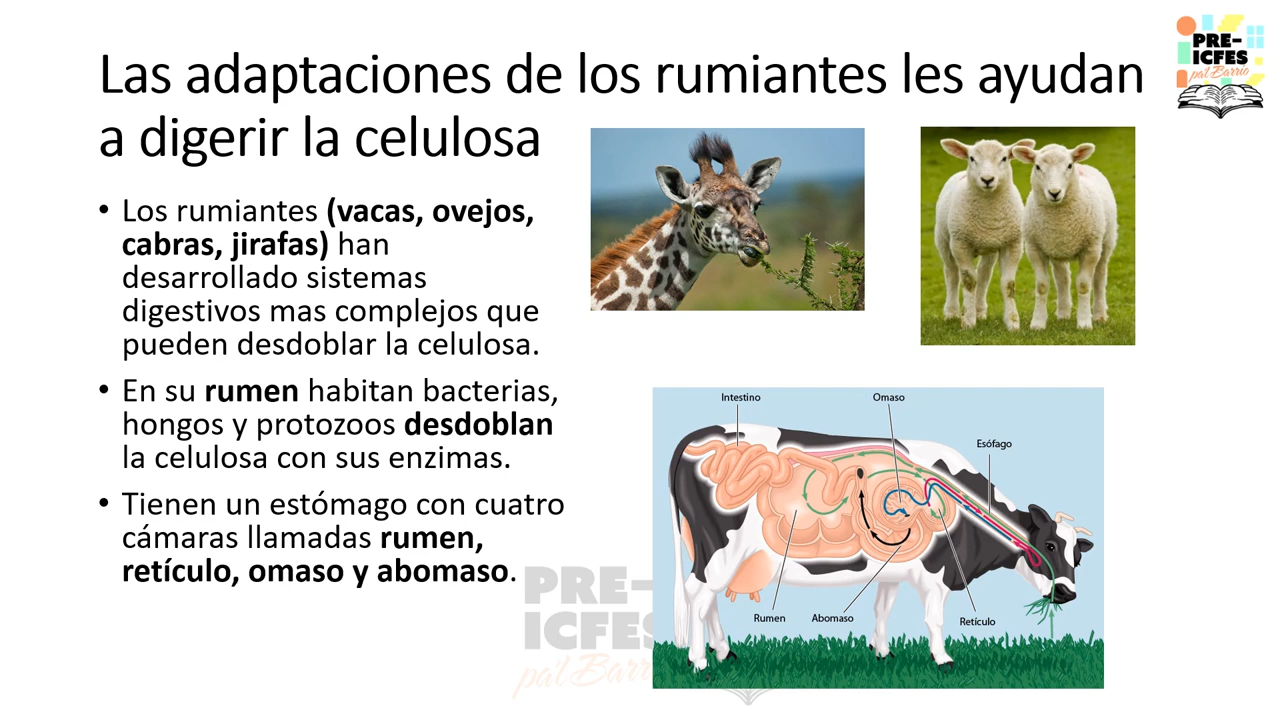 PRE-
ICFES
pal Barrio
Las adaptaciones de los rumiantes les ayudan
a digerir la celulosa
• Los rumiantes (vacas, ovejos,
cabras, jirafas) han
desarrollado sistemas
digestivos mas complejos que
pueden desdoblar la celulosa.
• En su rumen habitan bacterias,
hongos y protozoos desdoblan
la celulosa con sus enzimas.
• Tienen un estómago con cuatro
cámaras llamadas rumen,
retículo, omaso y abomaso.
Intestino
Omaso
Esófago
Rumen
Abomaso
Retículo
PRE-
ICFES
pal Barri